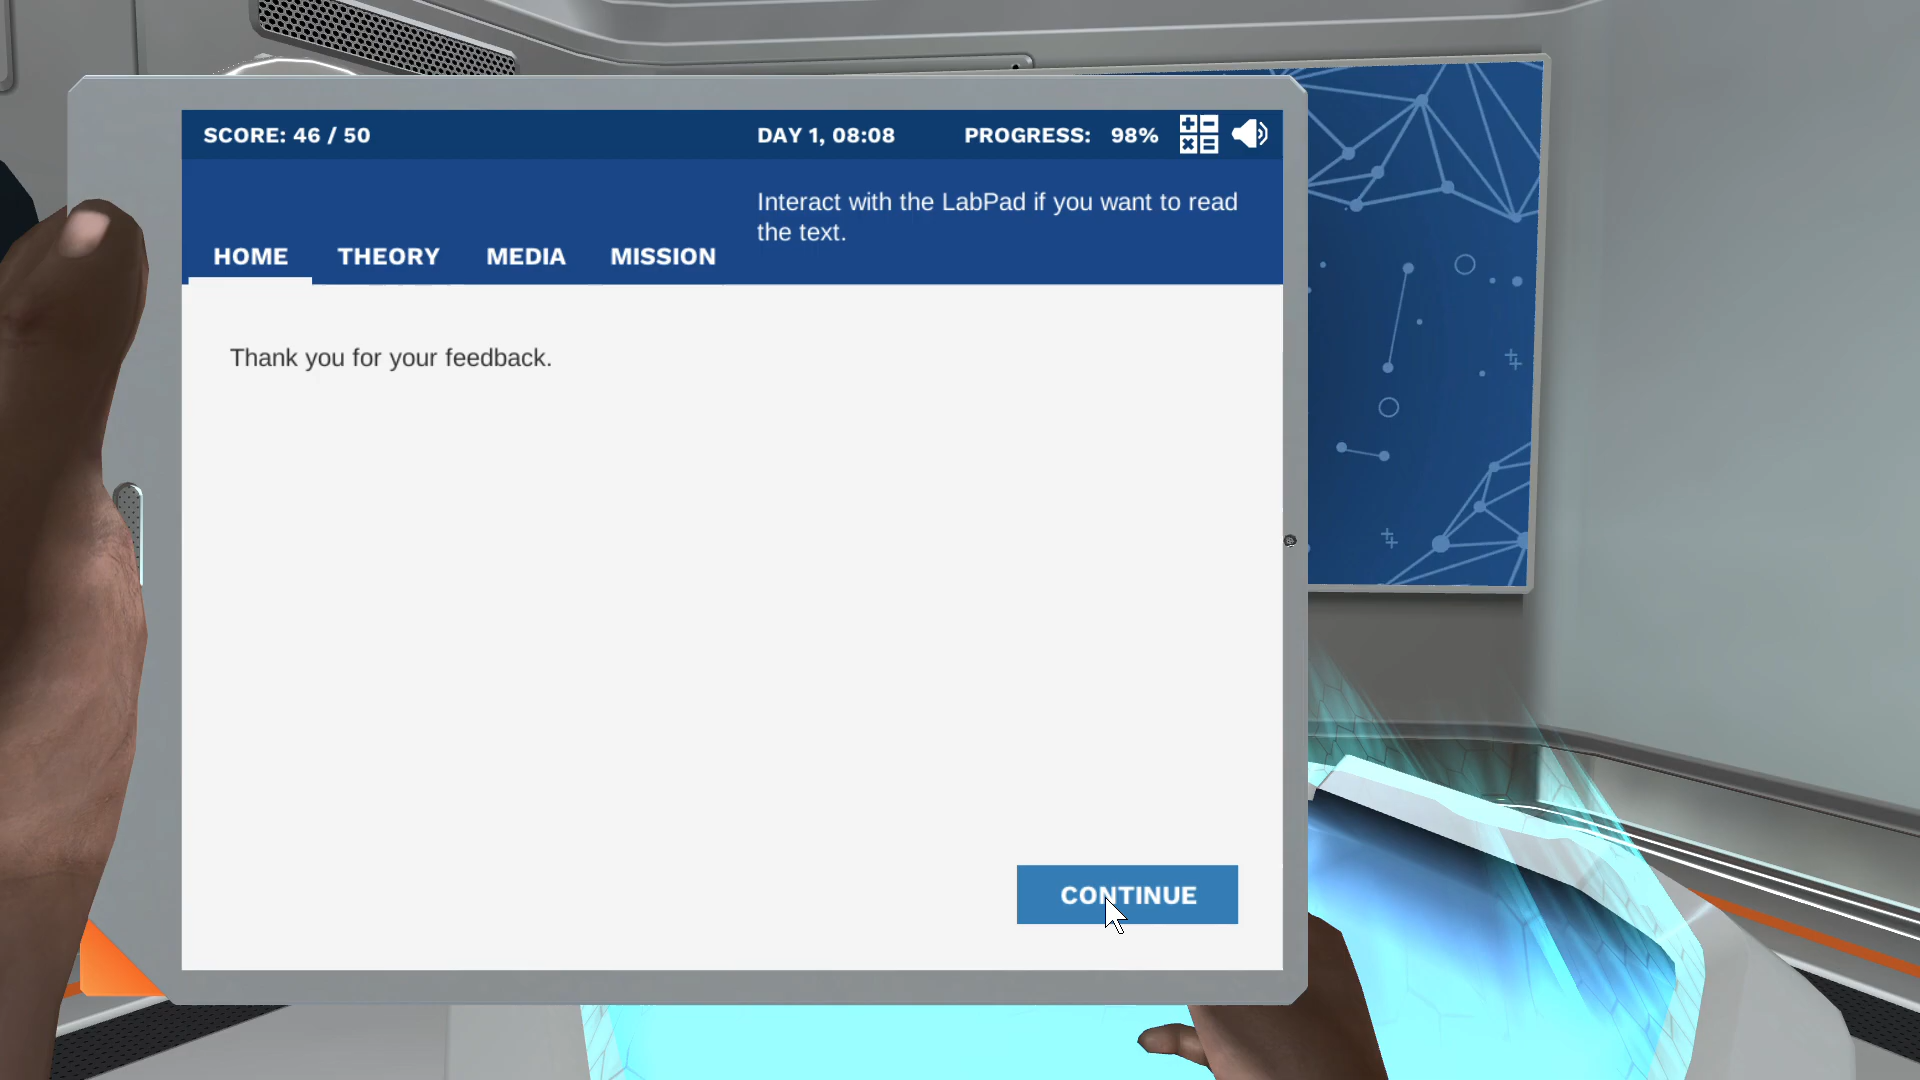 SCORE: 46 / 50
DAY 1, 08:08
PROGRESS: 98%
Interact with the LabPad if you want to read
the text.
HOME
THEORY
MEDIA
MISSION
Thank you for your feedback.
CONTINUE